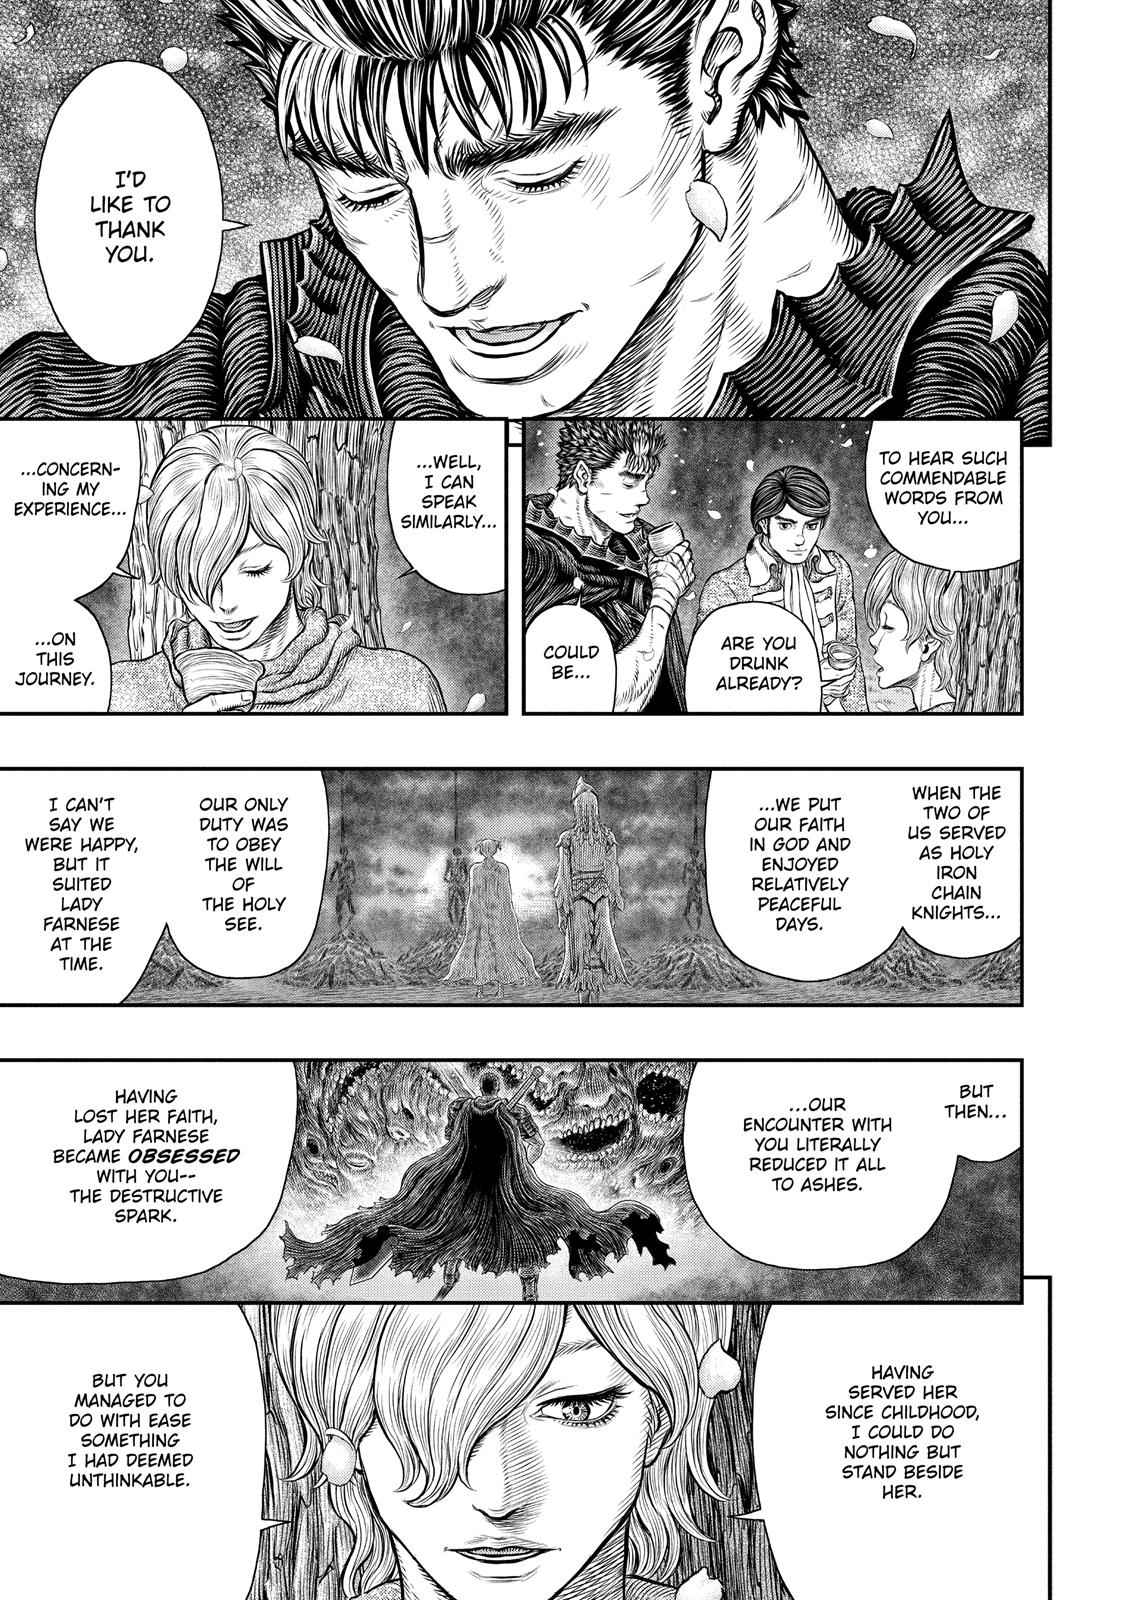 I'D
LIKE TO
THANK
YOU.
TO HEAR SUCH
COMMENDABLE
WORDS FROM
YOU...
ARE YOU
DRUNK
ALREADY?
COULD
BE...
...WELL,
I CAN
SPEAK
SIMILARLY...
...CONCERN-
ING MY
EXPERIENCE...
...ON
THIS
JOURNEY.
WHEN THE
TWO OF
US SERVED
AS HOLY
IRON
CHAIN
KNIGHTS...
...WE PUT
OUR FAITH
IN GOD AND
ENJOYED
RELATIVELY
PEACEFUL
DAYS.
OUR ONLY
DUTY WAS
TO OBEY
THE WILL
OF
THE HOLY
SEE.
I CAN'T
SAY WE
WERE HAPPY,
BUT IT
SUITED
LADY
FARNESE
AT THE
TIME.
BUT
THEN...
...OUR
ENCOUNTER WITH
YOU LITERALLY
REDUCED IT ALL
TO ASHES.
HAVING
LOST HER FAITH,
LADY FARNESE
BECAME OBSESSED
WITH YOU--
THE DESTRUCTIVE
SPARK.
HAVING
SERVED HER
SINCE CHILDHOOD,
I COULD DO
NOTHING BUT
STAND BESIDE
HER.
BUT YOU
MANAGED TO
DO WITH EASE
SOMETHING
I HAD DEEMED
UNTHINKABLE.